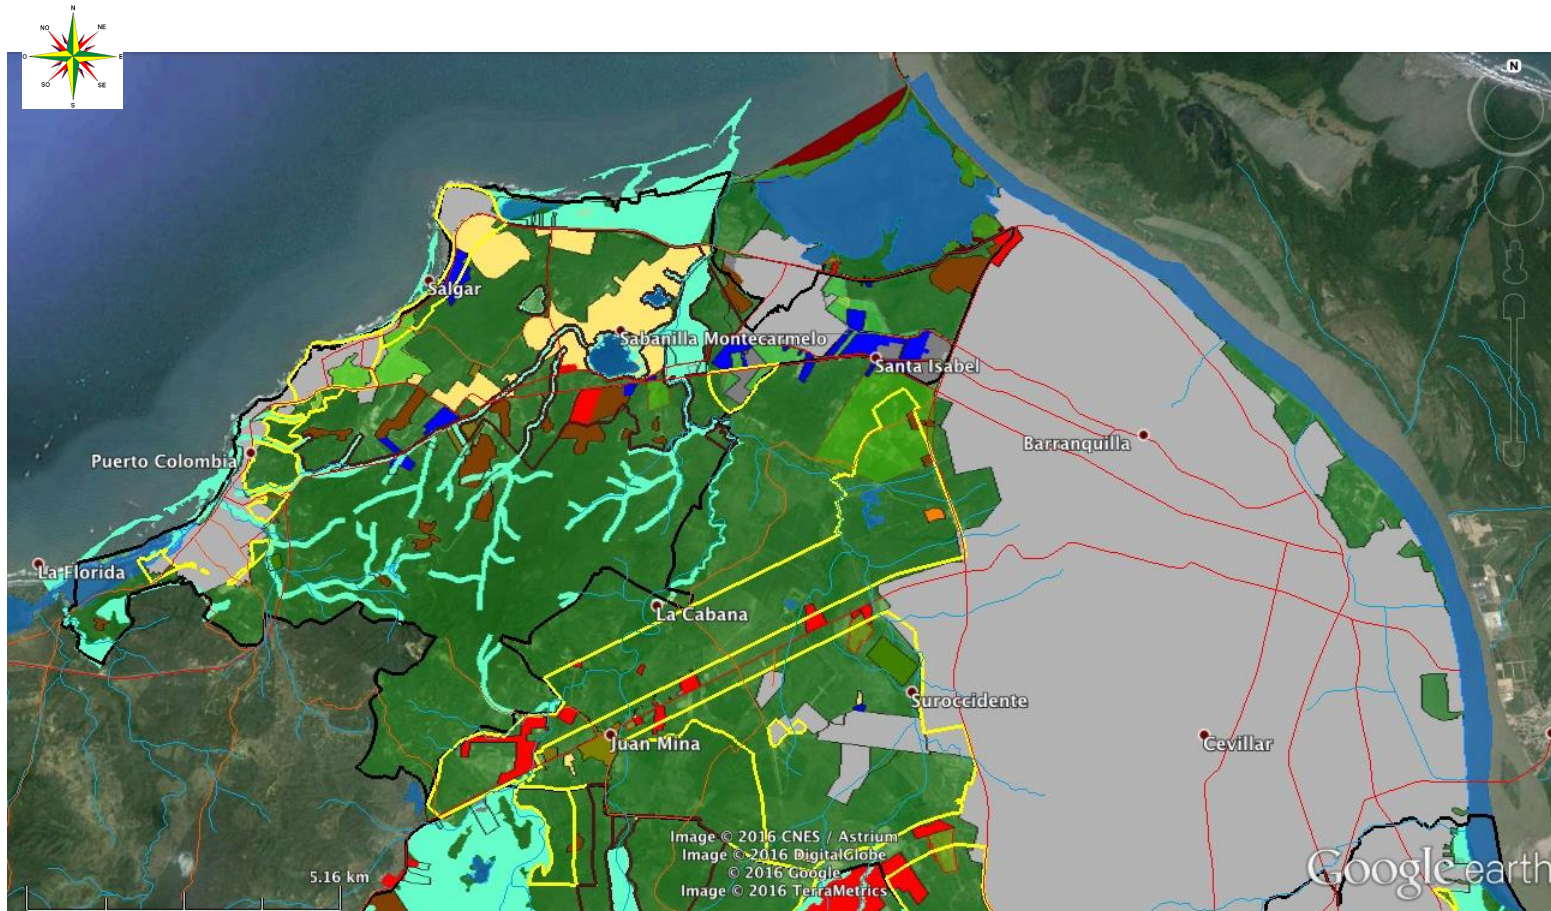 N
NO NE
O E
SO SE
S
N
Salgar
Sabanilla Montecarmelo
Santa Isabel
Barranquilla
Puerto Colombia
La Florida
La Cabana
Suroccidente
Juan Mina
Cevillar
Image © 2016 CNES / Astrium
Image © 2016 DigitalGlobe
© 2016 Google
Image © 2016 TerraMetrics
5.16 km
Google earth